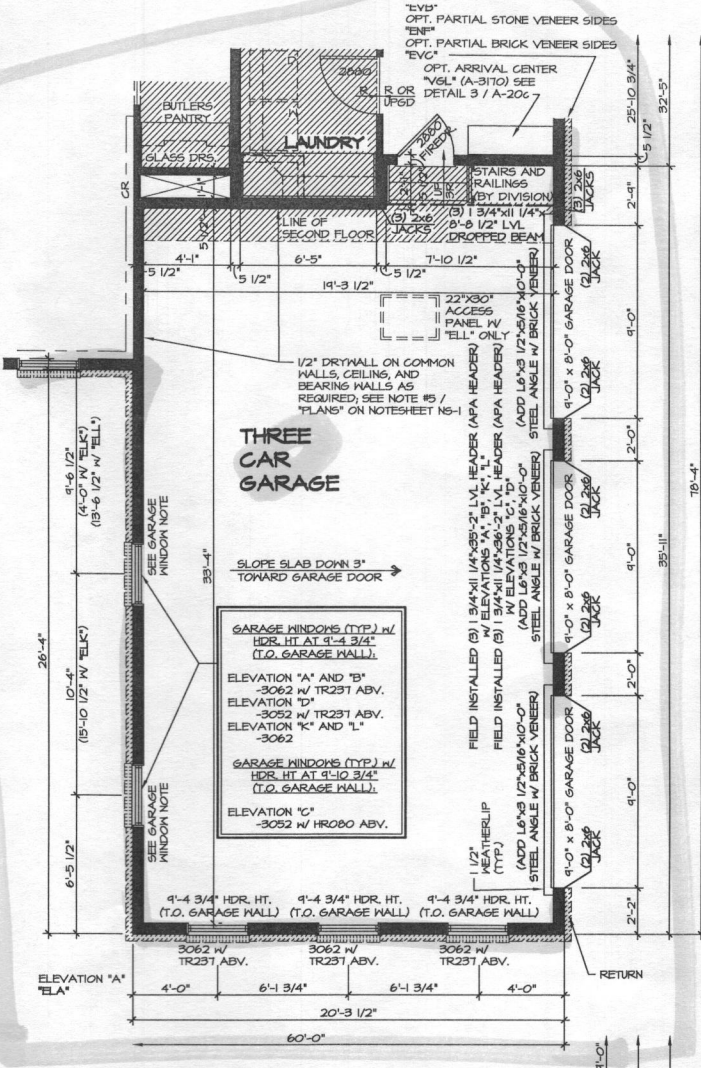 "EVB"
OPT. PARTIAL STONE VENEER SIDES
"ENF"
OPT. PARTIAL BRICK VENEER SIDES
"EVC"
OPT. ARRIVAL CENTER
"VGL" (A-3170) SEE
DETAIL 3 / A-20c
2880
R
R OR
UPGD
BUTLERS
PANTRY
GLASS DRS.
LAUNDRY
D
2880
FIREDR.
CR
1'-1"
UP
3R
STAIRS AND
RAILINGS
(BY DIVISION)
(3) 2x6
JACKS
5 1/2"
LINE OF
SECOND FLOOR
(3) 2x6
JACKS
(3) 1 3/4"x11 1/4"x
8'-8 1/2" LVL
DROPPED BEAM
4'-1"
6'-5"
7'-10 1/2"
5 1/2"
5 1/2"
5 1/2"
19'-3 1/2"
22"X30"
ACCESS
PANEL W/
"ELL" ONLY
1/2" DRYWALL ON COMMON
WALLS, CEILING, AND
BEARING WALLS AS
REQUIRED; SEE NOTE #5 /
"PLANS" ON NOTESHEET NS-1
THREE
CAR
GARAGE
SLOPE SLAB DOWN 3"
TOWARD GARAGE DOOR
33'-4"
GARAGE WINDOWS (TYP.) W/
HDR. HT AT 9'-4 3/4"
(T.O. GARAGE WALL):
ELEVATION "A" AND "B"
-3062 W/ TR237 ABV.
ELEVATION "D"
-3052 W/ TR237 ABV.
ELEVATION "K" AND "L"
-3062
GARAGE WINDOWS (TYP.) W/
HDR. HT AT 9'-10 3/4"
(T.O. GARAGE WALL):
ELEVATION "C"
-3052 W/ HR080 ABV.
26'-4"
9'-6 1/2"
(4'-0" W/ "ELK")
(13'-6 1/2" W/ "ELL")
10'-4"
(15'-10 1/2" W/ "ELK")
6'-5 1/2"
SEE GARAGE
WINDOW NOTE
SEE GARAGE
WINDOW NOTE
FIELD INSTALLED (3) 1 3/4"x11 1/4"x35'-2" LVL HEADER (APA HEADER)
W/ ELEVATIONS "A", "B", "K", "L"
FIELD INSTALLED (3) 1 3/4"x11 1/4"x36'-2" LVL HEADER (APA HEADER)
W/ ELEVATIONS "C", "D"
(ADD L6"x3 1/2"x5/16"x10'-0"
STEEL ANGLE W/ BRICK VENEER)
(ADD L6"x3 1/2"x5/16"x10'-0"
STEEL ANGLE W/ BRICK VENEER)
(ADD L6"x3 1/2"x5/16"x10'-0"
STEEL ANGLE W/ BRICK VENEER)
1 1/2"
WEATHERLIP
(TYP.)
9'-0" x 8'-0" GARAGE DOOR
9'-0" x 8'-0" GARAGE DOOR
9'-0" x 8'-0" GARAGE DOOR
(2) 2x6
JACK
(2) 2x6
JACK
(2) 2x6
JACK
(2) 2x6
JACK
(2) 2x6
JACK
(2) 2x6
JACK
25'-10 3/4"
32'-5"
5 1/2"
2'-9"
9'-0"
2'-0"
9'-0"
2'-0"
9'-0"
2'-2"
35'-11"
78'-4"
9'-4 3/4" HDR. HT.
(T.O. GARAGE WALL)
9'-4 3/4" HDR. HT.
(T.O. GARAGE WALL)
9'-4 3/4" HDR. HT.
(T.O. GARAGE WALL)
3062 W/
TR237 ABV.
3062 W/
TR237 ABV.
3062 W/
TR237 ABV.
RETURN
ELEVATION "A"
"ELA"
4'-0"
6'-1 3/4"
6'-1 3/4"
4'-0"
20'-3 1/2"
60'-0"